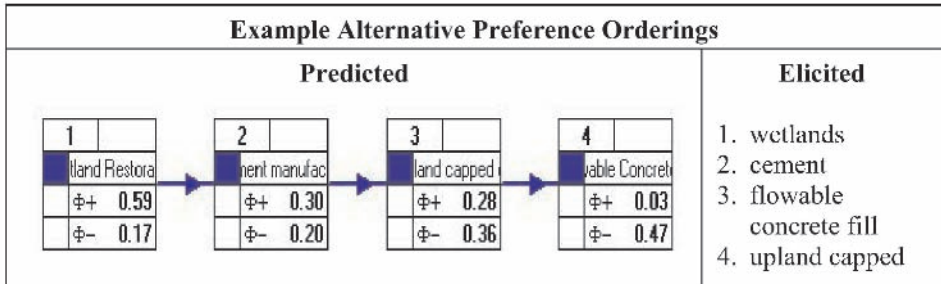 Example Alternative Preference Orderings
Predicted
Elicited
1
2
3
4
tland Restora
nent manufac
land capped
vable Concret
Φ+ 0.59
Φ+ 0.30
Φ+ 0.28
Φ+ 0.03
Φ− 0.17
Φ− 0.20
Φ− 0.36
Φ− 0.47
1. wetlands
2. cement
3. flowable
concrete fill
4. upland capped